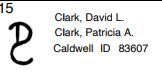 15
Clark, David L.
Clark, Patricia A.
Caldwell ID 83607